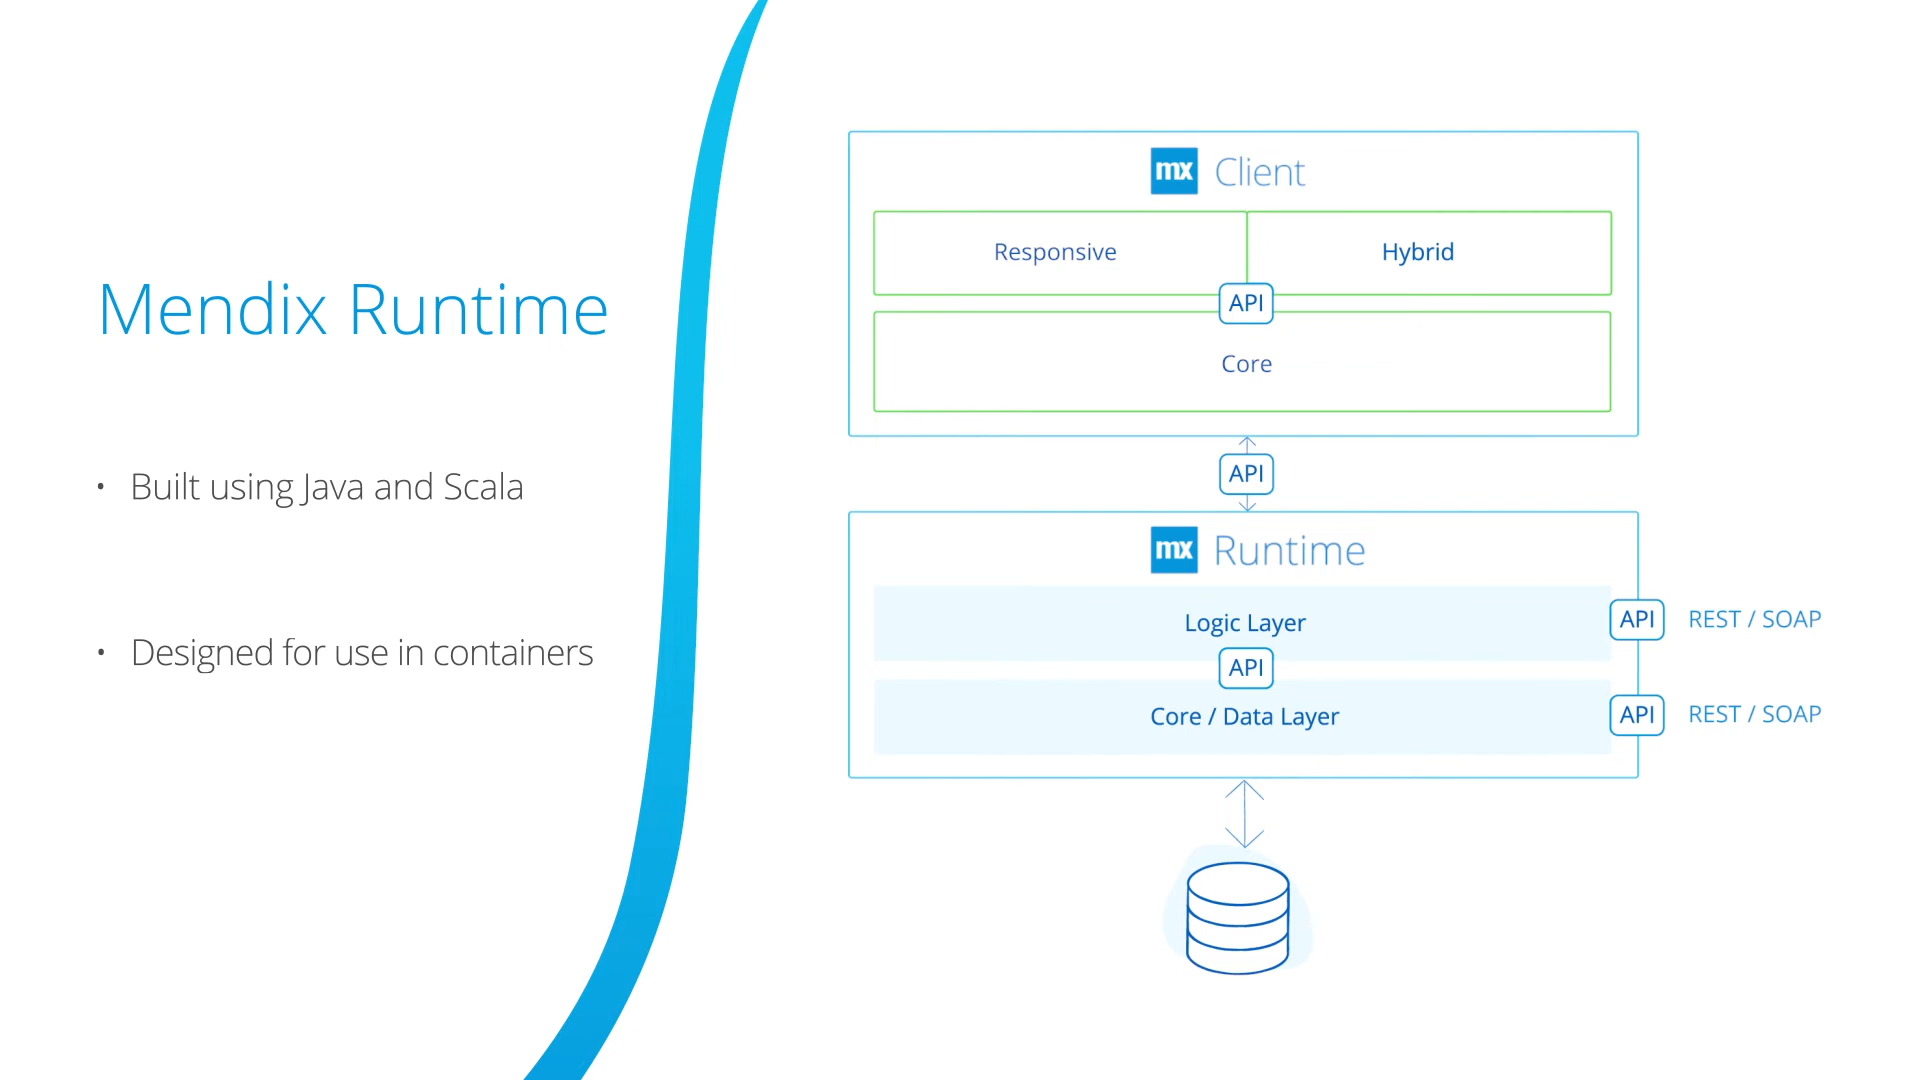 Mendix Runtime
• Built using Java and Scala
• Designed for use in containers
mx Client
Responsive
Hybrid
API
Core
API
mx Runtime
Logic Layer
API REST / SOAP
API
Core / Data Layer
API REST / SOAP